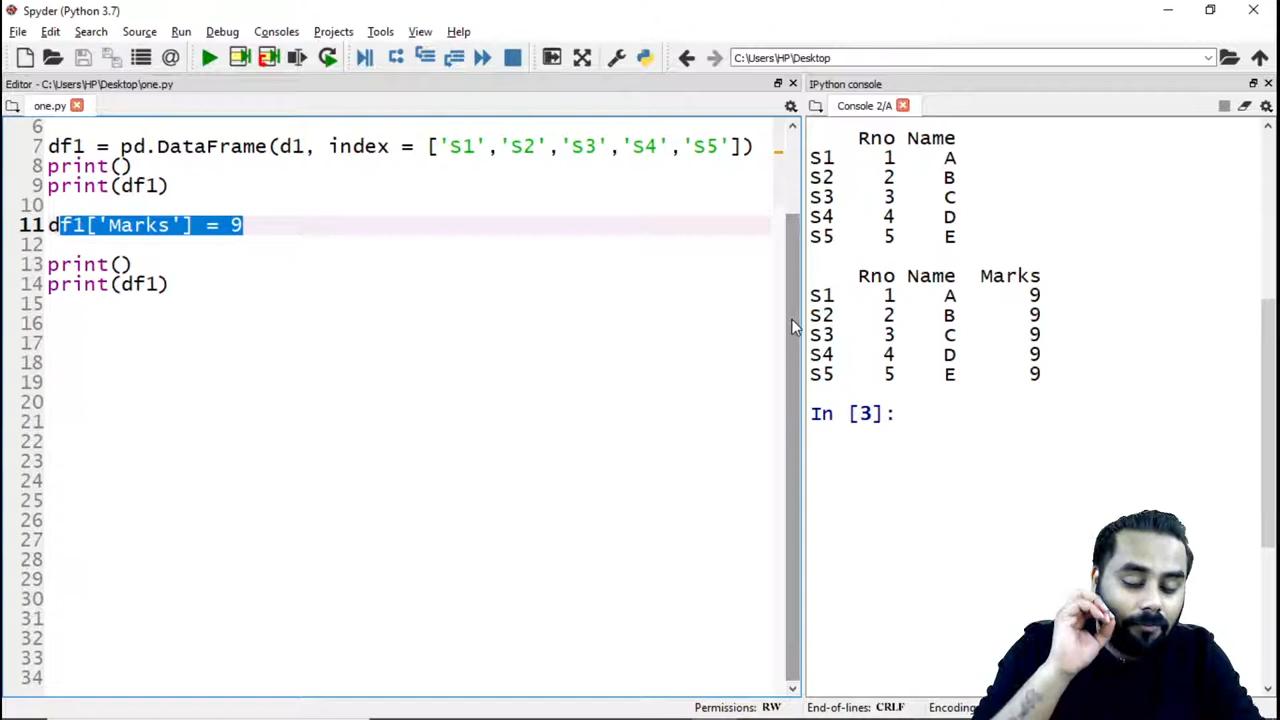 Spyder (Python 3.7)
File Edit Search Source Run Debug Consoles Projects Tools View Help
C:\Users\HP\Desktop
Editor - C:\Users\HP\Desktop\one.py
IPython console
one.py
Console 2/A
6
7 df1 = pd.DataFrame(d1, index = ['S1','S2','S3','S4','S5'])
8 print()
9 print(df1)
10
11 df1['Marks'] = 9
12
13 print()
14 print(df1)
15
16
17
18
19
20
21
22
23
24
25
26
27
28
29
30
31
32
33
34
Rno Name
S1 1 A
S2 2 B
S3 3 C
S4 4 D
S5 5 E
Rno Name Marks
S1 1 A 9
S2 2 B 9
S3 3 C 9
S4 4 D 9
S5 5 E 9
In [3]:
Permissions: RW End-of-lines: CRLF Encoding